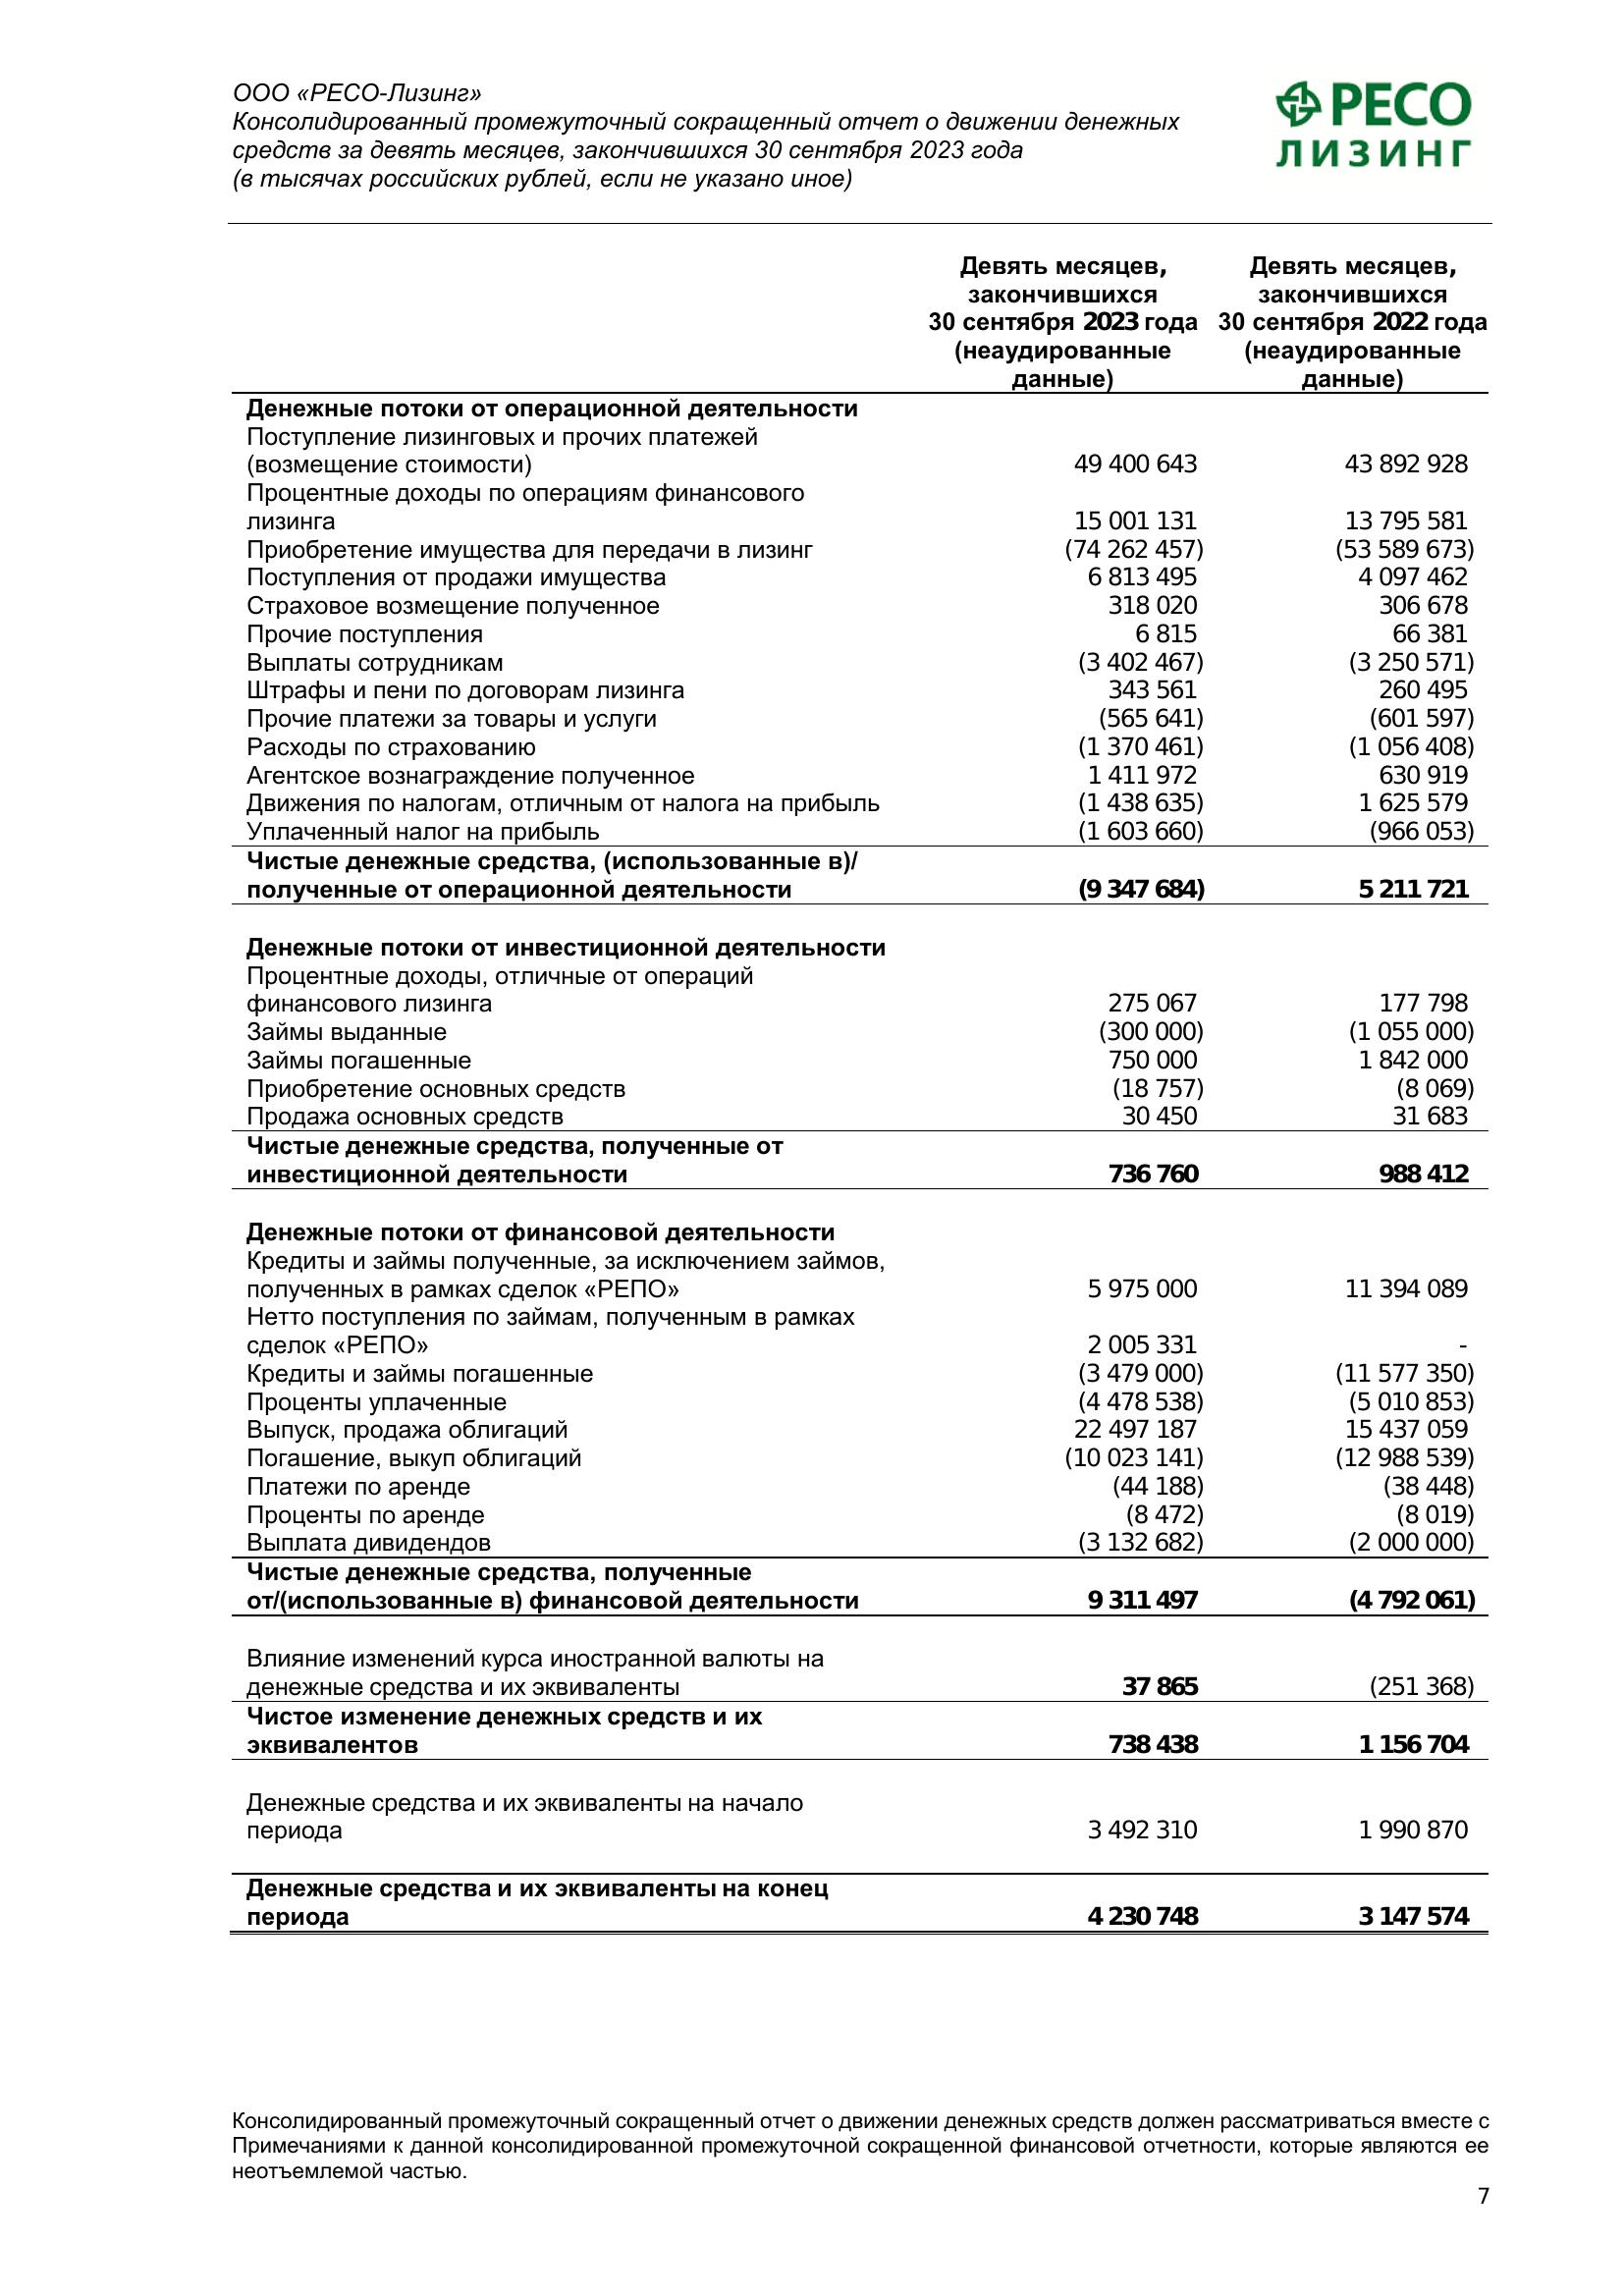 ООО «РЕСО-Лизинг»
Консолидированный промежуточный сокращенный отчет о движении денежных
средств за девять месяцев, закончившихся 30 сентября 2023 года
(в тысячах российских рублей, если не указано иное)
РЕСО
ЛИЗИНГ
Девять месяцев, Девять месяцев,
закончившихся закончившихся
30 сентября 2023 года 30 сентября 2022 года
(неаудированные (неаудированные
данные) данные)
Денежные потоки от операционной деятельности
Поступление лизинговых и прочих платежей
(возмещение стоимости) 49 400 643 43 892 928
Процентные доходы по операциям финансового
лизинга 15 001 131 13 795 581
Приобретение имущества для передачи в лизинг (74 262 457) (53 589 673)
Поступления от продажи имущества 6 813 495 4 097 462
Страховое возмещение полученное 318 020 306 678
Прочие поступления 6 815 66 381
Выплаты сотрудникам (3 402 467) (3 250 571)
Штрафы и пени по договорам лизинга 343 561 260 495
Прочие платежи за товары и услуги (565 641) (601 597)
Расходы по страхованию (1 370 461) (1 056 408)
Агентское вознаграждение полученное 1 411 972 630 919
Движения по налогам, отличным от налога на прибыль (1 438 635) 1 625 579
Уплаченный налог на прибыль (1 603 660) (966 053)
Чистые денежные средства, (использованные в)/
полученные от операционной деятельности (9 347 684) 5 211 721
Денежные потоки от инвестиционной деятельности
Процентные доходы, отличные от операций
финансового лизинга 275 067 177 798
Займы выданные (300 000) (1 055 000)
Займы погашенные 750 000 1 842 000
Приобретение основных средств (18 757) (8 069)
Продажа основных средств 30 450 31 683
Чистые денежные средства, полученные от
инвестиционной деятельности 736 760 988 412
Денежные потоки от финансовой деятельности
Кредиты и займы полученные, за исключением займов,
полученных в рамках сделок «РЕПО» 5 975 000 11 394 089
Нетто поступления по займам, полученным в рамках
сделок «РЕПО» 2 005 331 -
Кредиты и займы погашенные (3 479 000) (11 577 350)
Проценты уплаченные (4 478 538) (5 010 853)
Выпуск, продажа облигаций 22 497 187 15 437 059
Погашение, выкуп облигаций (10 023 141) (12 988 539)
Платежи по аренде (44 188) (38 448)
Проценты по аренде (8 472) (8 019)
Выплата дивидендов (3 132 682) (2 000 000)
Чистые денежные средства, полученные
от/(использованные в) финансовой деятельности 9 311 497 (4 792 061)
Влияние изменений курса иностранной валюты на
денежные средства и их эквиваленты 37 865 (251 368)
Чистое изменение денежных средств и их
эквивалентов 738 438 1 156 704
Денежные средства и их эквиваленты на начало
периода 3 492 310 1 990 870
Денежные средства и их эквиваленты на конец
периода 4 230 748 3 147 574
Консолидированный промежуточный сокращенный отчет о движении денежных средств должен рассматриваться вместе с
Примечаниями к данной консолидированной промежуточной сокращенной финансовой отчетности, которые являются ее
неотъемлемой частью.
7